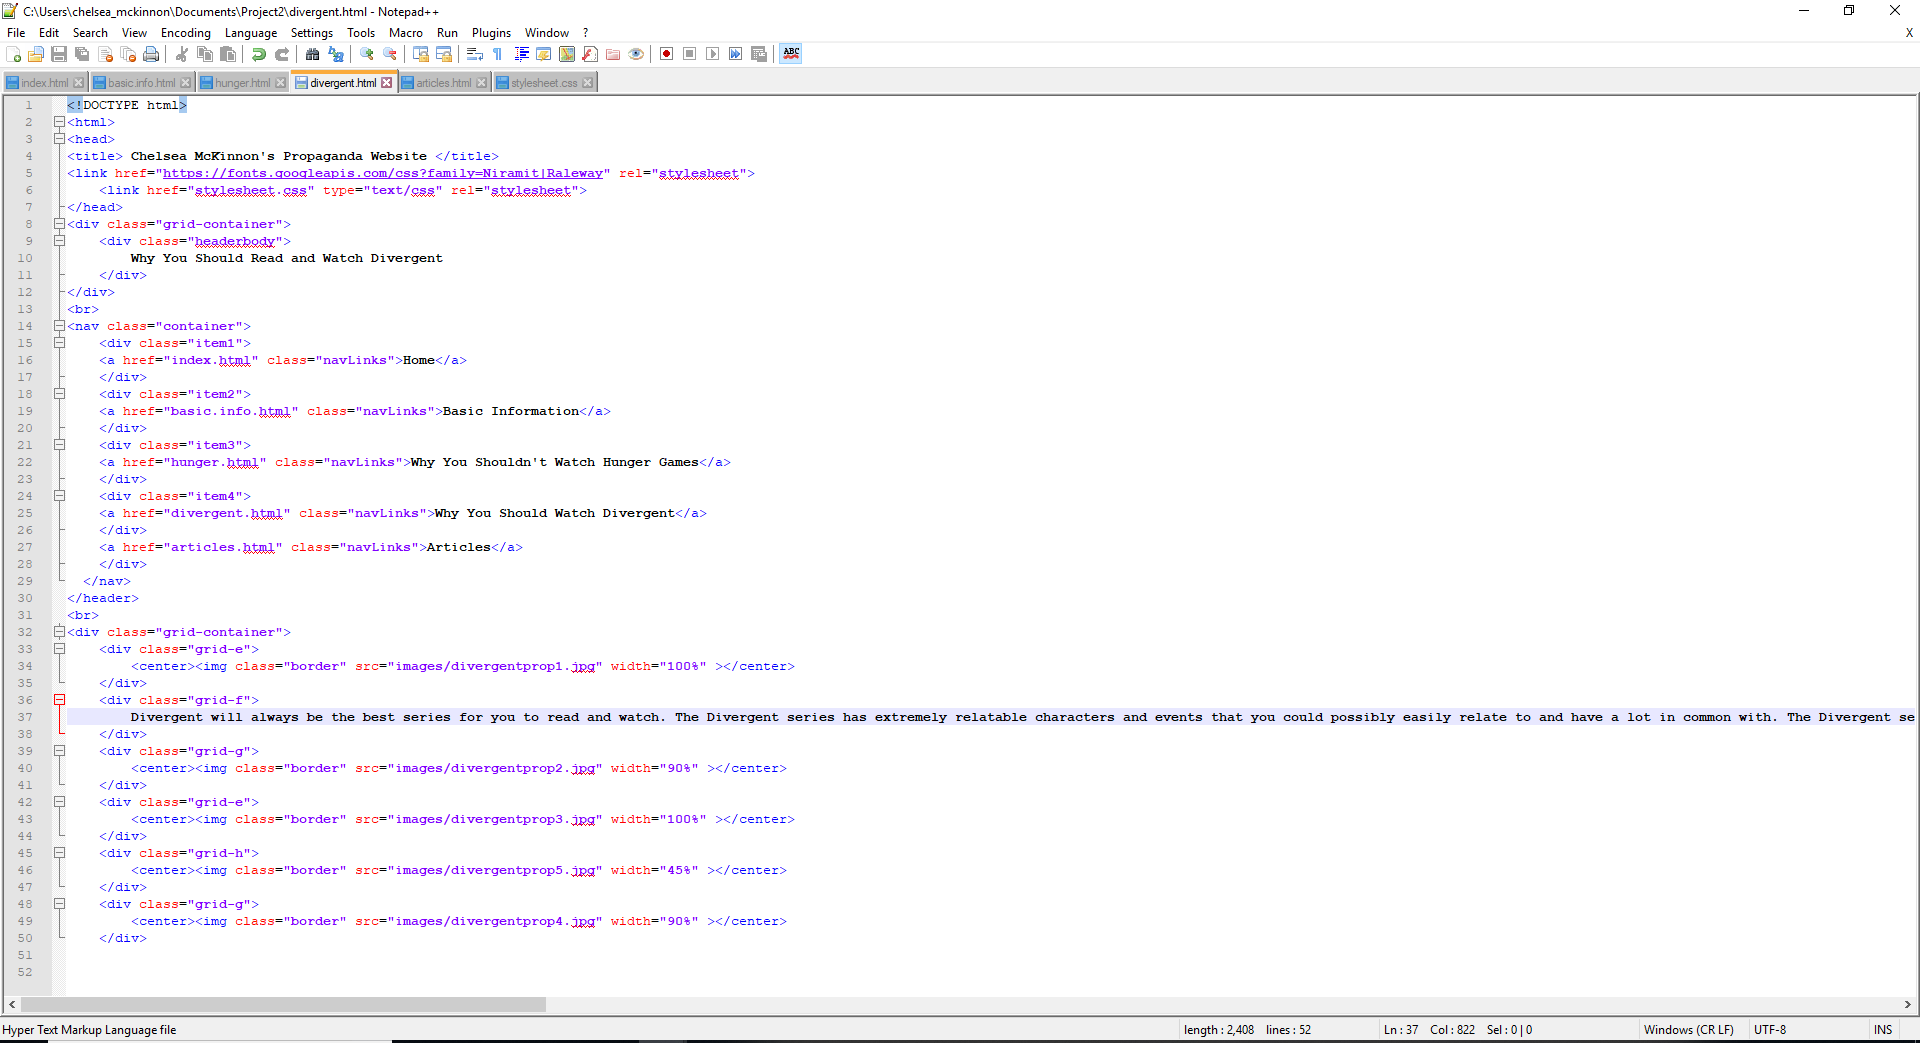 C:\Users\chelsea_mckinnon\Documents\Project2\divergent.html - Notepad++
File Edit Search View Encoding Language Settings Tools Macro Run Plugins Window ? X
ABC
index.html basic.info.html hunger.html divergent.html articles.html stylesheet.css
1 <!DOCTYPE html>
2 <html>
3 <head>
4 <title> Chelsea McKinnon's Propaganda Website </title>
5 <link href="https://fonts.googleapis.com/css?family=Niramit|Raleway" rel="stylesheet">
6 <link href="stylesheet.css" type="text/css" rel="stylesheet">
7 </head>
8 <div class="grid-container">
9 <div class="headerbody">
10 Why You Should Read and Watch Divergent
11 </div>
12 </div>
13 <br>
14 <nav class="container">
15 <div class="item1">
16 <a href="index.html" class="navLinks">Home</a>
17 </div>
18 <div class="item2">
19 <a href="basic.info.html" class="navLinks">Basic Information</a>
20 </div>
21 <div class="item3">
22 <a href="hunger.html" class="navLinks">Why You Shouldn't Watch Hunger Games</a>
23 </div>
24 <div class="item4">
25 <a href="divergent.html" class="navLinks">Why You Should Watch Divergent</a>
26 </div>
27 <a href="articles.html" class="navLinks">Articles</a>
28 </div>
29 </nav>
30 </header>
31 <br>
32 <div class="grid-container">
33 <div class="grid-e">
34 <center><img class="border" src="images/divergentprop1.jpg" width="100%" ></center>
35 </div>
36 <div class="grid-f">
37 Divergent will always be the best series for you to read and watch. The Divergent series has extremely relatable characters and events that you could possibly easily relate to and have a lot in common with. The Divergent se
38 </div>
39 <div class="grid-g">
40 <center><img class="border" src="images/divergentprop2.jpg" width="90%" ></center>
41 </div>
42 <div class="grid-e">
43 <center><img class="border" src="images/divergentprop3.jpg" width="100%" ></center>
44 </div>
45 <div class="grid-h">
46 <center><img class="border" src="images/divergentprop5.jpg" width="45%" ></center>
47 </div>
48 <div class="grid-g">
49 <center><img class="border" src="images/divergentprop4.jpg" width="90%" ></center>
50 </div>
51
52
Hyper Text Markup Language file length : 2,408 lines : 52 Ln : 37 Col : 822 Sel : 0 | 0 Windows (CR LF) UTF-8 INS